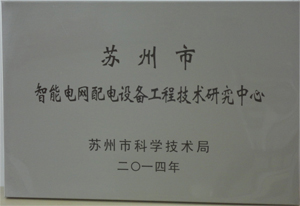 苏州市
智能电网配电设备工程技术研究中心
苏州市科学技术局
二〇一四年